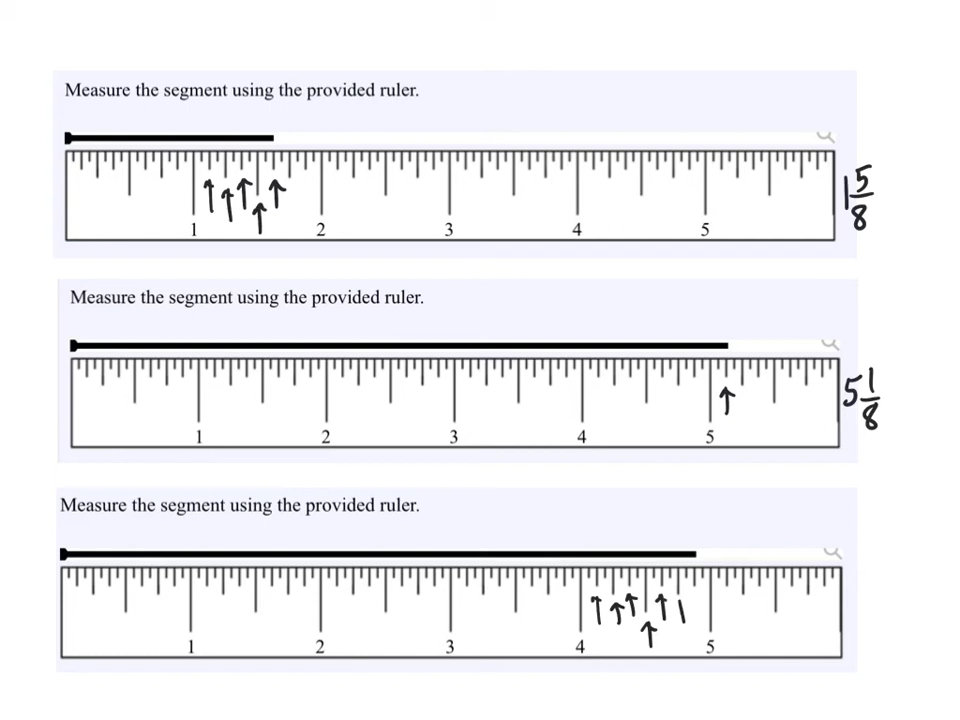 Measure the segment using the provided ruler.
1 2 3 4 5
1 5/8
Measure the segment using the provided ruler.
1 2 3 4 5
5 1/8
Measure the segment using the provided ruler.
1 2 3 4 5